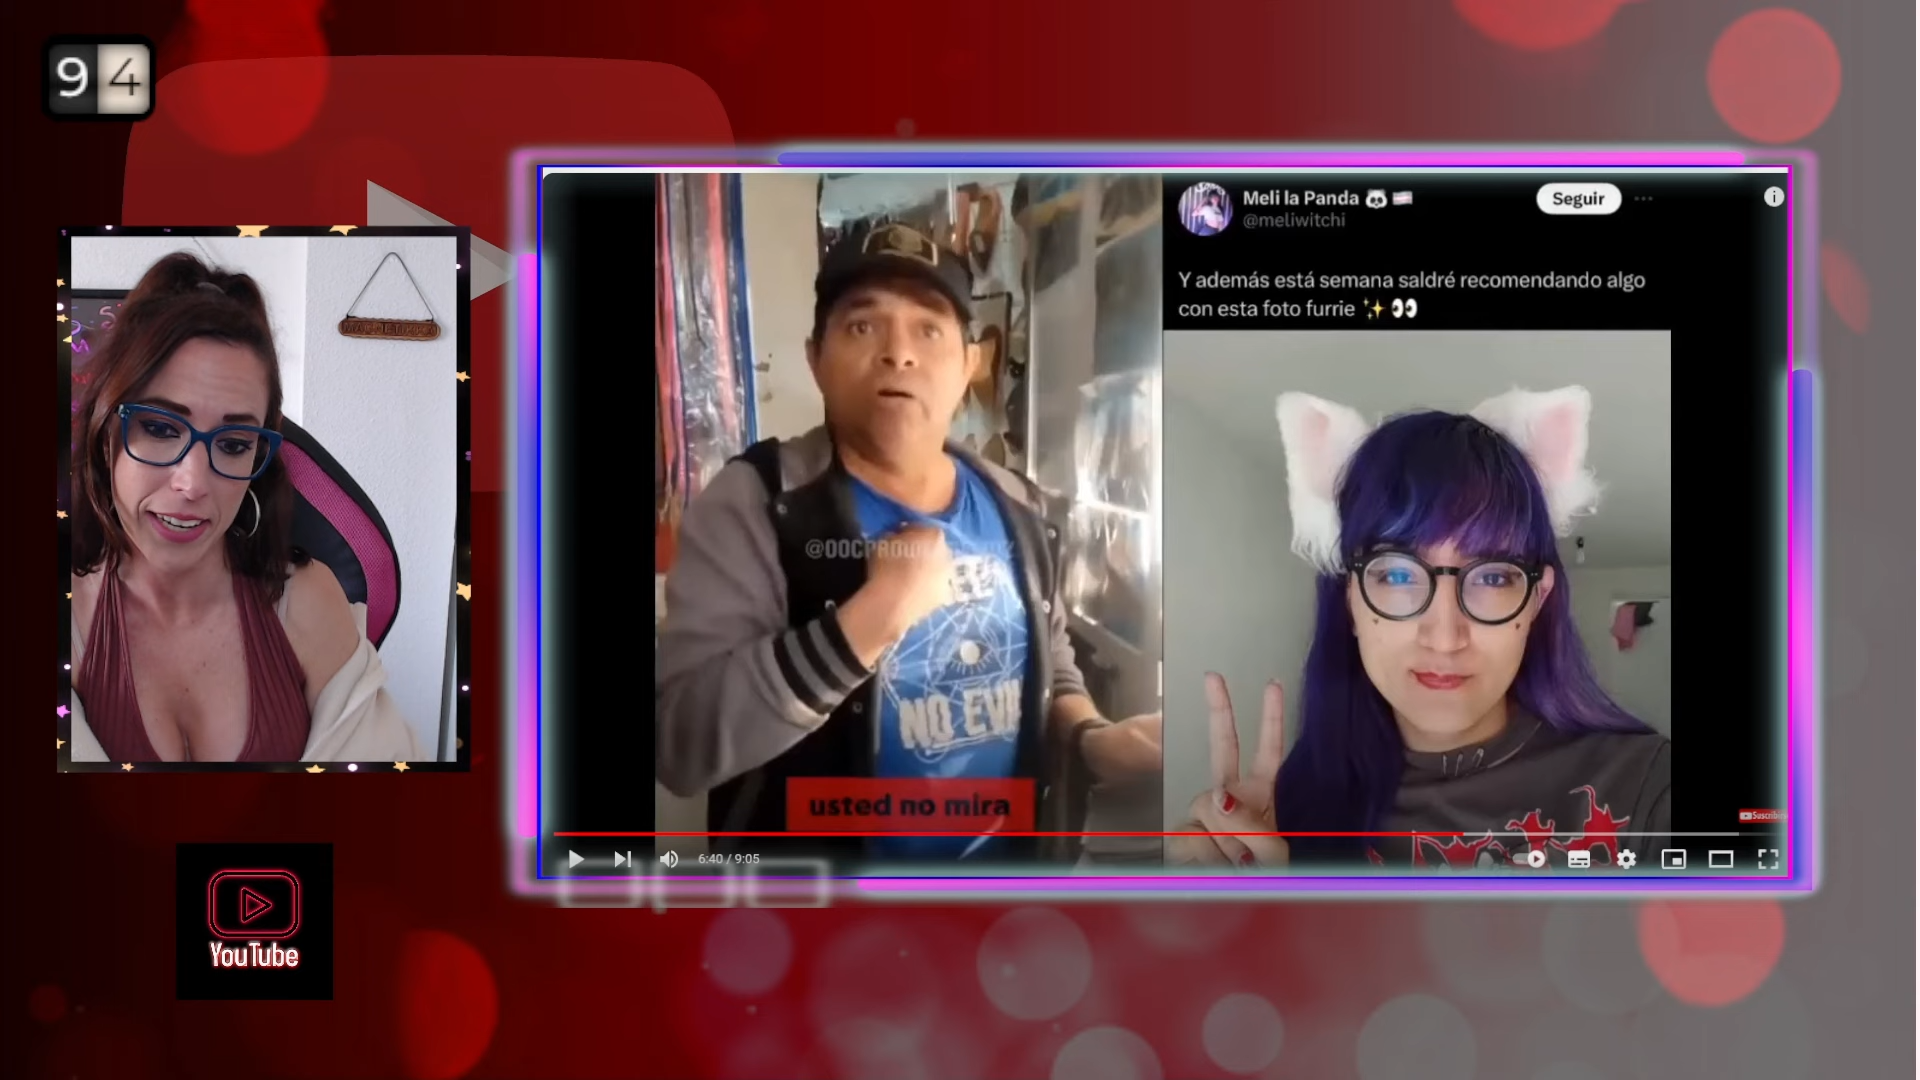 94
Meli la Panda
@meliwitchi
Seguir
Y además está semana saldré recomendando algo
con esta foto furrie ✨ 👀
NO EVIL
usted no mira
6:40 / 9:05
YouTube